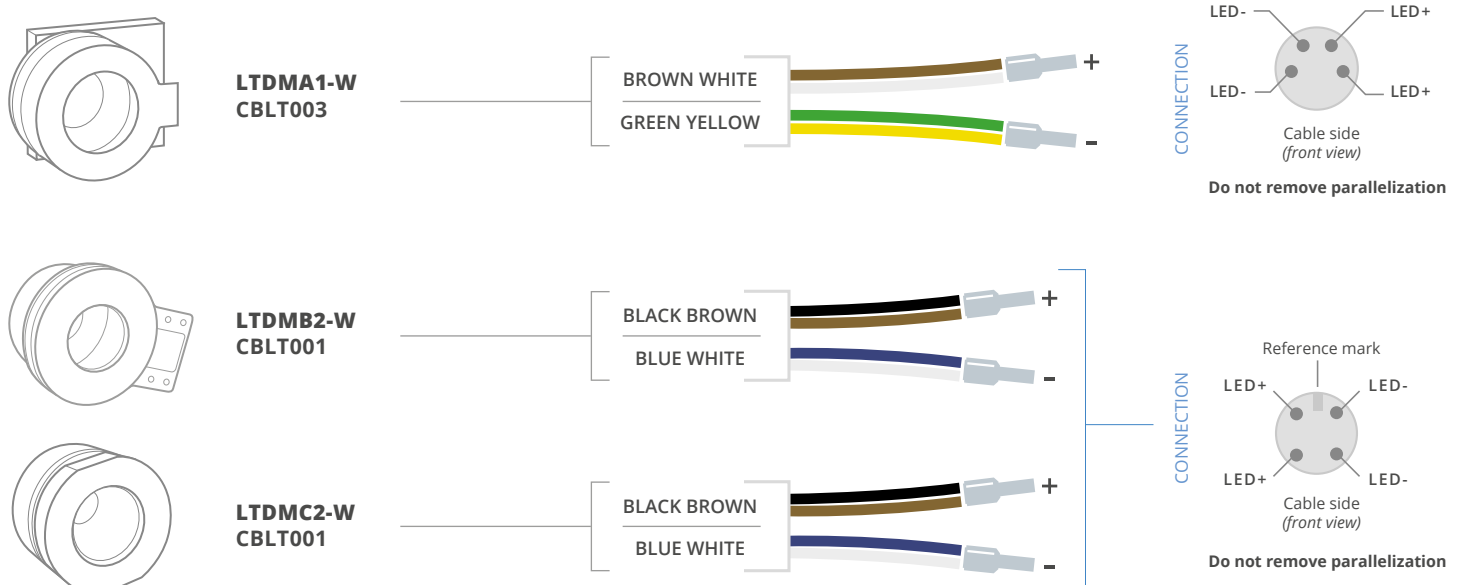 LTDMA1-W
CBLT003
BROWN WHITE
GREEN YELLOW
+
-
CONNECTION
LED-
LED+
LED-
LED+
Cable side
(front view)
Do not remove parallelization
LTDMB2-W
CBLT001
BLACK BROWN
BLUE WHITE
+
-
LTDMC2-W
CBLT001
BLACK BROWN
BLUE WHITE
+
-
CONNECTION
Reference mark
LED+
LED-
LED+
LED-
Cable side
(front view)
Do not remove parallelization